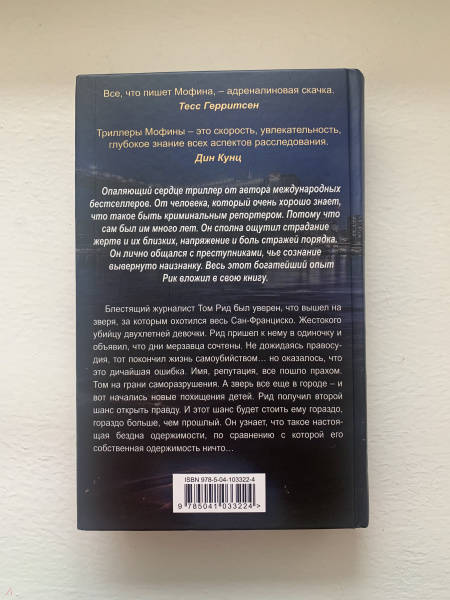 Все, что пишет Мофина, – адреналиновая скачка.
Тесс Герритсен
Триллеры Мофины – это скорость, увлекательность,
глубокое знание всех аспектов расследования.
Дин Кунц
Опаляющий сердце триллер от автора международных
бестселлеров. От человека, который очень хорошо знает,
что такое быть криминальным репортером. Потому что
сам был им много лет. Он сполна ощутил страдание
жертв и их близких, напряжение и боль стражей порядка.
Он лично общался с преступниками, чье сознание
вывернуто наизнанку. Весь этот богатейший опыт
Рик вложил в свою книгу.
Блестящий журналист Том Рид был уверен, что вышел на
зверя, за которым охотился весь Сан-Франциско. Жестокого
убийцу двухлетней девочки. Рид пришел к нему в одиночку и
объявил, что дни мерзавца сочтены. Не дожидаясь правосу-
дия, тот покончил жизнь самоубийством... но оказалось, что
это дичайшая ошибка. Имя, репутация, все пошло прахом.
Том на грани саморазрушения. А зверь все еще в городе – и
вот начались новые похищения детей. Рид получил второй
шанс открыть правду. И этот шанс будет стоить ему гораздо,
гораздо больше, чем прошлый. Он узнает, что такое настоя-
щая бездна одержимости, по сравнению с которой его
собственная одержимость ничто...
ISBN 978-5-04-103322-4
9 785041 033224 >